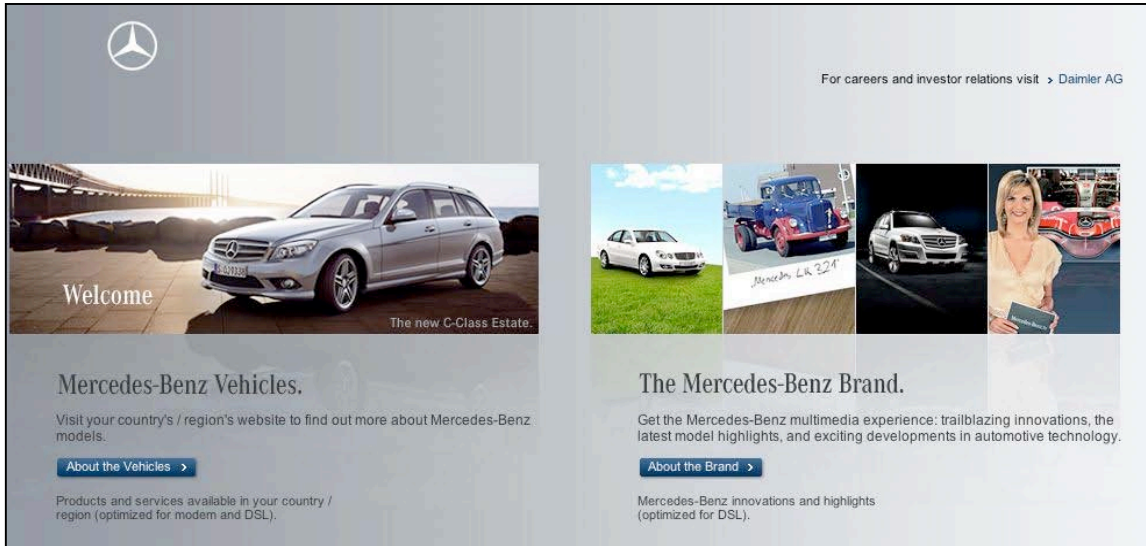 For careers and investor relations visit › Daimler AG
Welcome
The new C-Class Estate.
Mercedes LK 321
Mercedes-Benz Vehicles.
Visit your country's / region's website to find out more about Mercedes-Benz
models.
About the Vehicles ›
Products and services available in your country /
region (optimized for modem and DSL).
The Mercedes-Benz Brand.
Get the Mercedes-Benz multimedia experience: trailblazing innovations, the
latest model highlights, and exciting developments in automotive technology.
About the Brand ›
Mercedes-Benz innovations and highlights
(optimized for DSL).